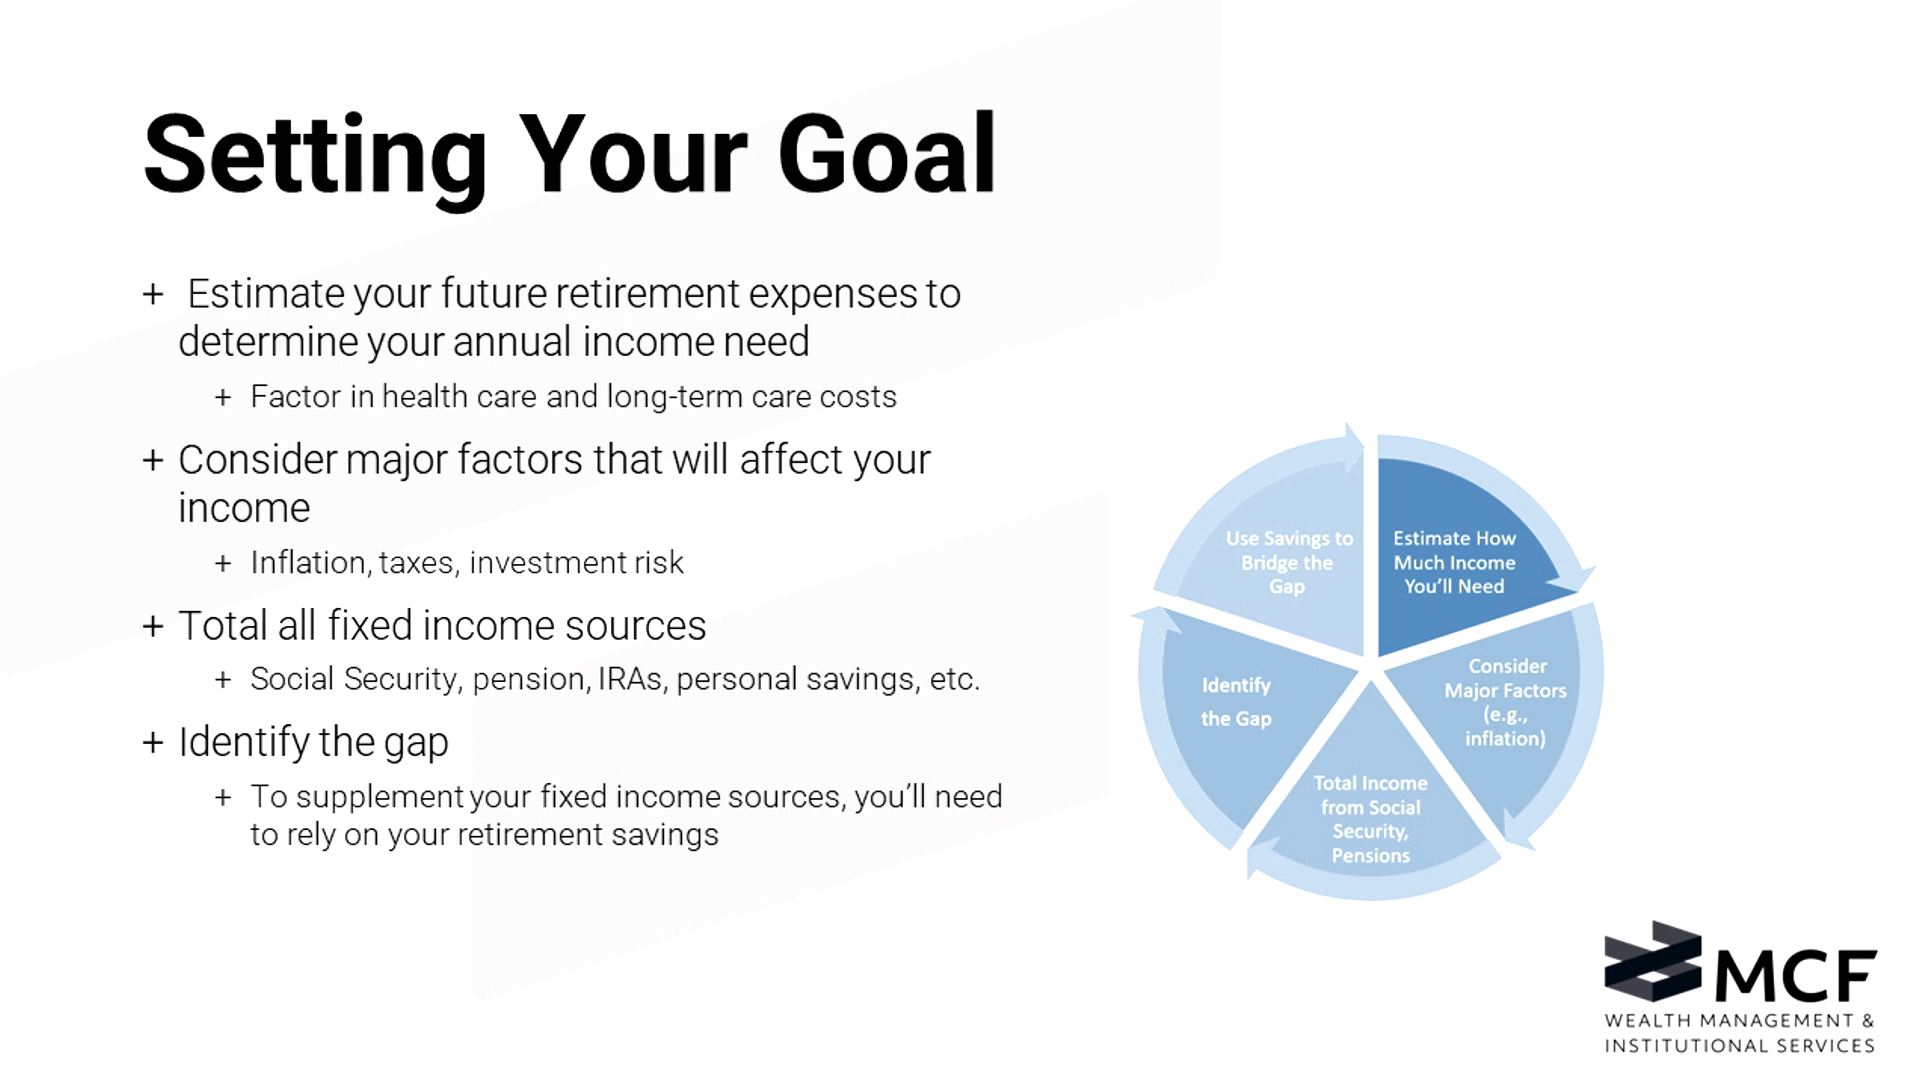 Setting Your Goal
+ Estimate your future retirement expenses to
determine your annual income need
+ Factor in health care and long-term care costs
+ Consider major factors that will affect your
income
+ Inflation, taxes, investment risk
+ Total all fixed income sources
+ Social Security, pension, IRAs, personal savings, etc.
+ Identify the gap
+ To supplement your fixed income sources, you’ll need
to rely on your retirement savings
Estimate How
Much Income
You’ll Need
Consider
Major Factors
(e.g.,
inflation)
Total Income
from Social
Security,
Pensions
Identify
the Gap
Use Savings to
Bridge the
Gap
MCF
WEALTH MANAGEMENT &
INSTITUTIONAL SERVICES